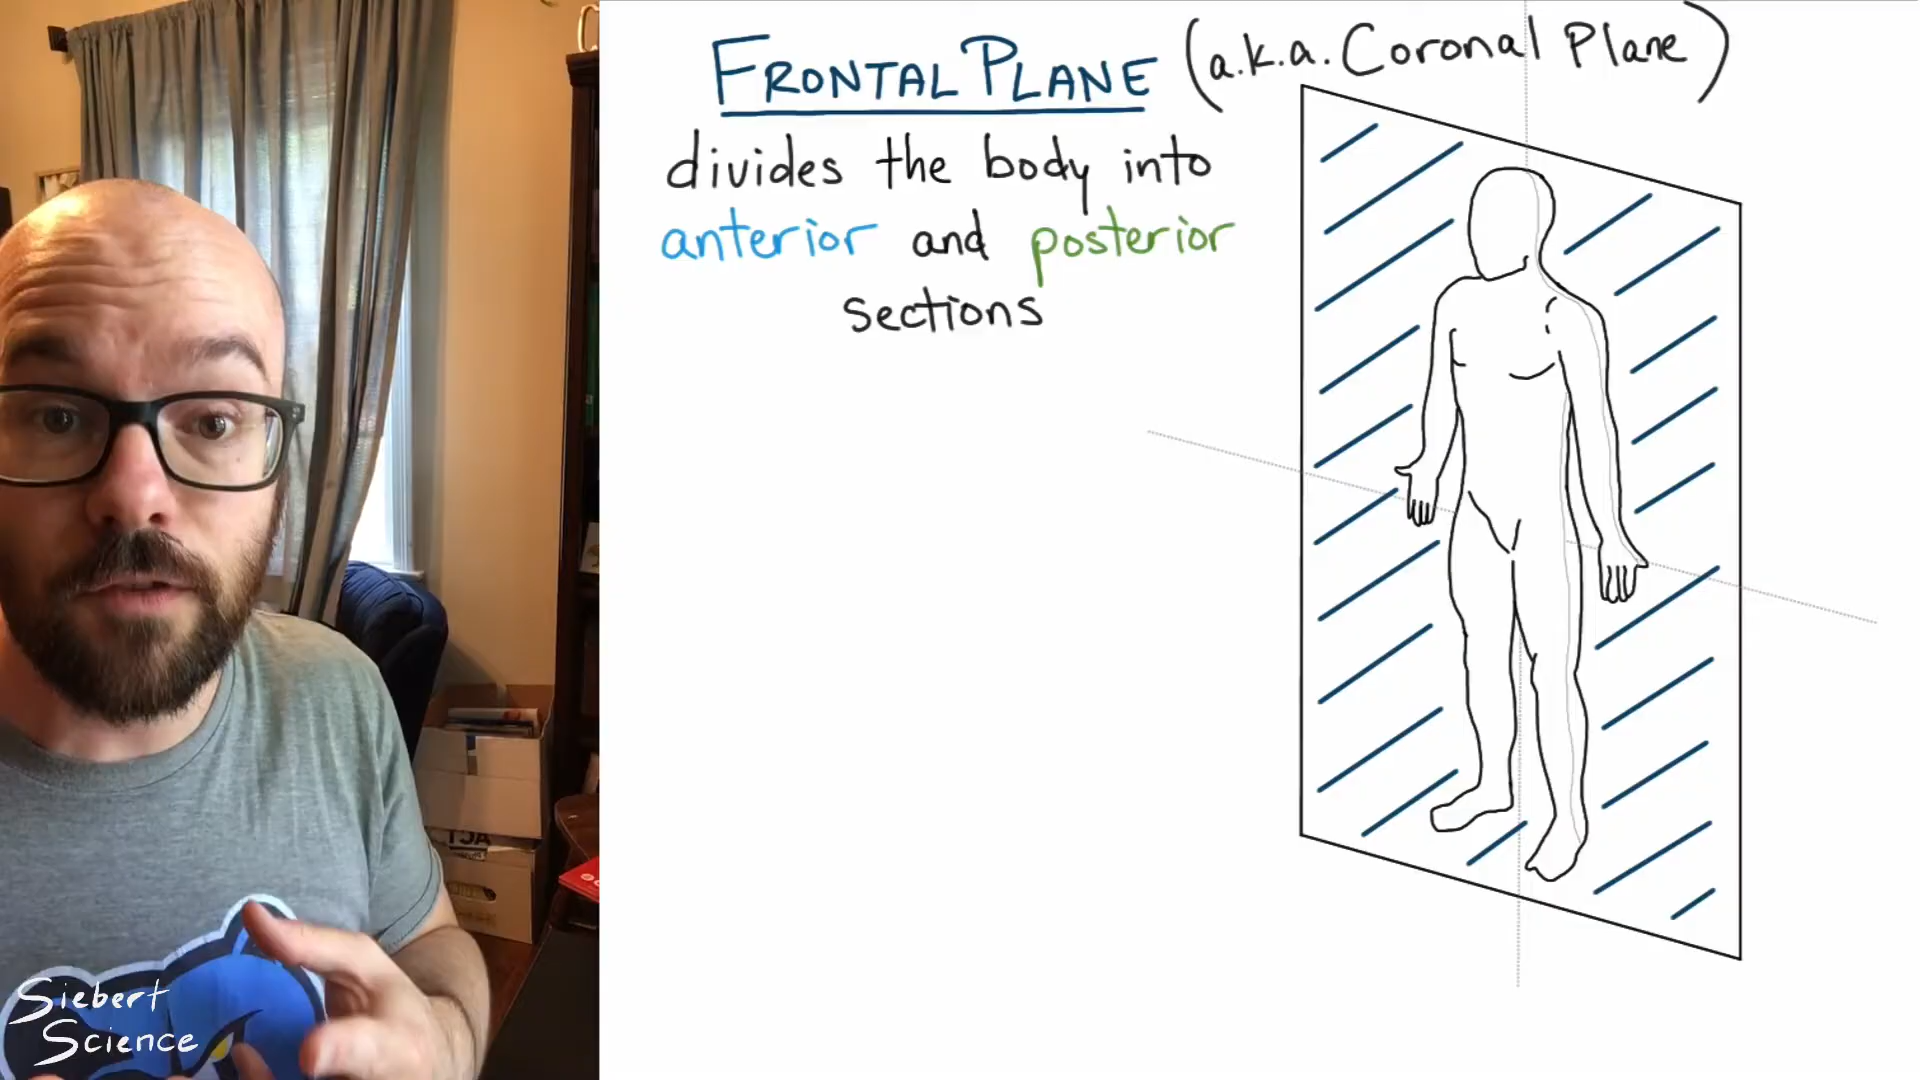 FRONTAL PLANE (a.k.a. Coronal Plane)
divides the body into
anterior and posterior
sections
Siebert
Science